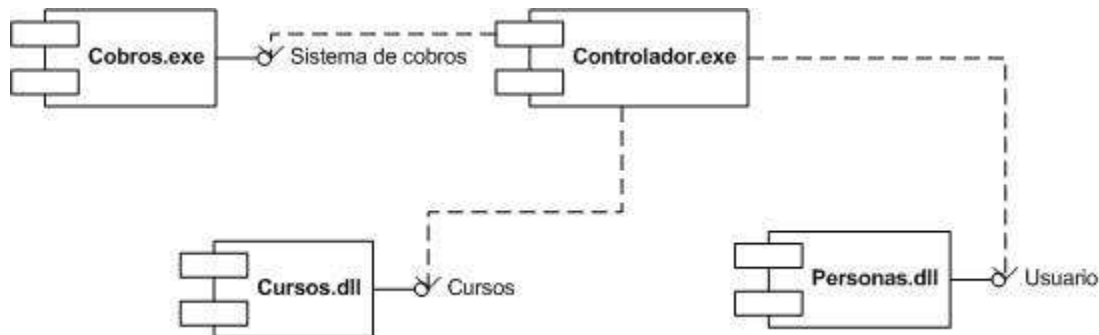 Cobros.exe
Sistema de cobros
Controlador.exe
Cursos.dll
Cursos
Personas.dll
Usuario